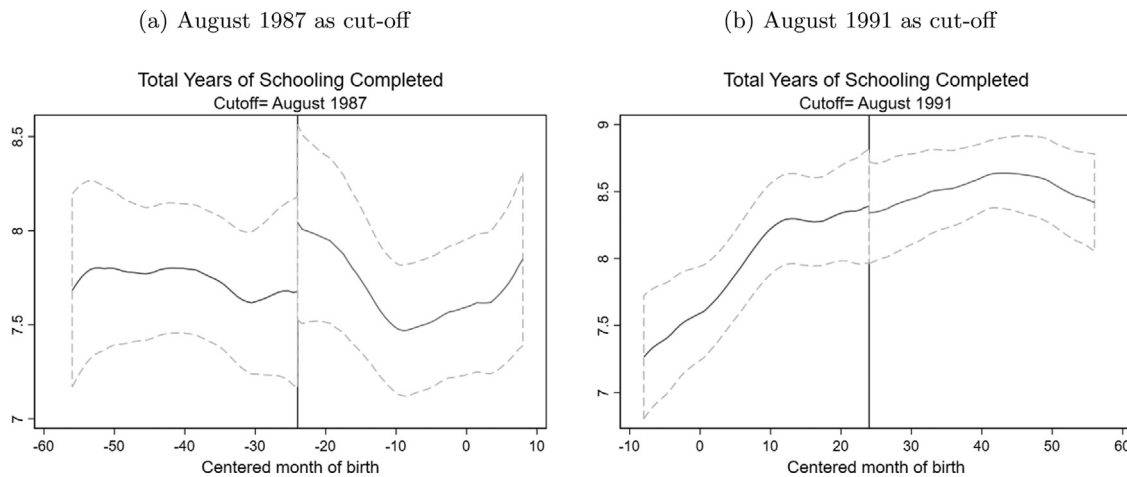 (a) August 1987 as cut-off
Total Years of Schooling Completed
Cutoff= August 1987
8.5
8
7.5
7
-60 -50 -40 -30 -20 -10 0 10
Centered month of birth
(b) August 1991 as cut-off
Total Years of Schooling Completed
Cutoff= August 1991
9
8.5
8
7.5
7
-10 0 10 20 30 40 50 60
Centered month of birth